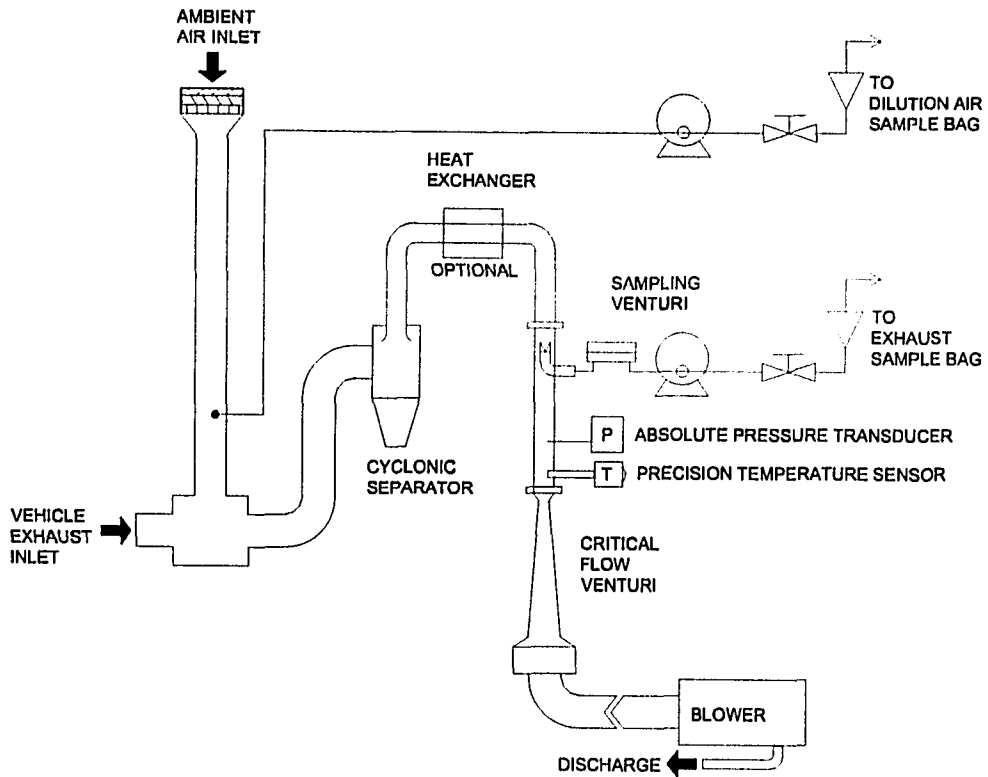 AMBIENT
AIR INLET
TO
DILUTION AIR
SAMPLE BAG
HEAT
EXCHANGER
OPTIONAL
SAMPLING
VENTURI
TO
EXHAUST
SAMPLE BAG
P ABSOLUTE PRESSURE TRANSDUCER
T PRECISION TEMPERATURE SENSOR
CYCLONIC
SEPARATOR
VEHICLE
EXHAUST
INLET
CRITICAL
FLOW
VENTURI
BLOWER
DISCHARGE